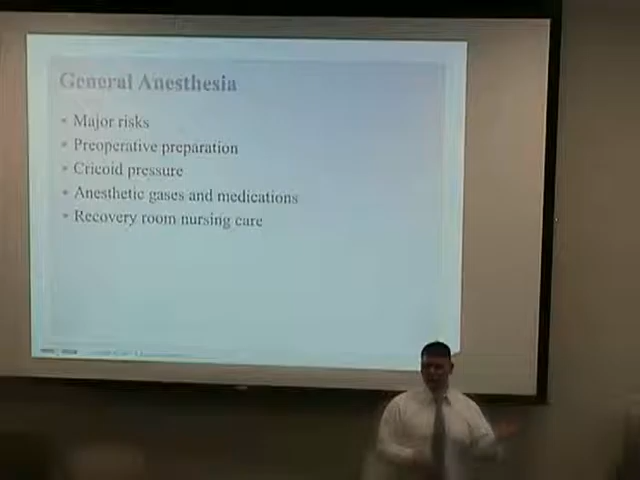 General Anesthesia
• Major risks
• Preoperative preparation
• Cricoid pressure
• Anesthetic gases and medications
• Recovery room nursing care